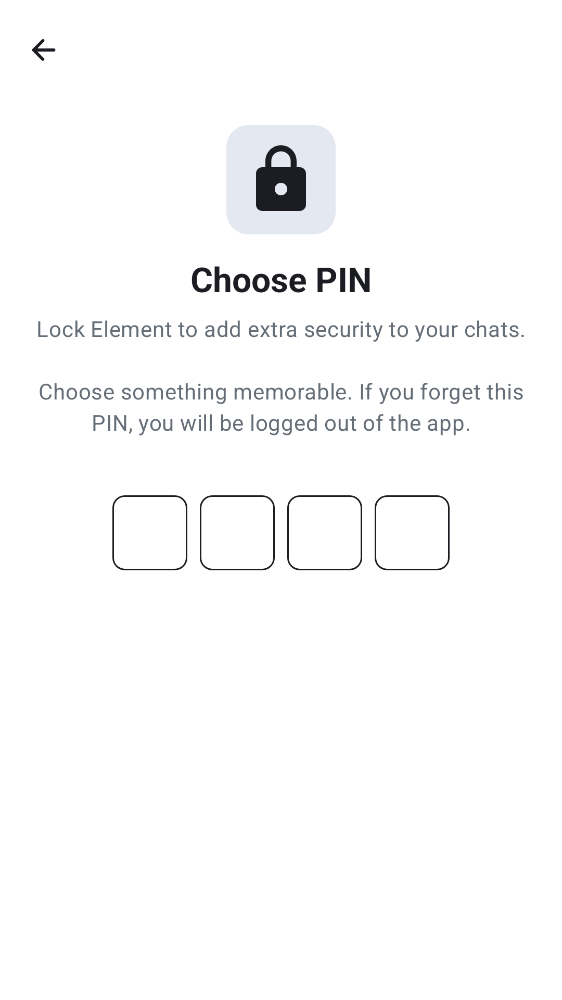 Choose PIN
Lock Element to add extra security to your chats.
Choose something memorable. If you forget this
PIN, you will be logged out of the app.